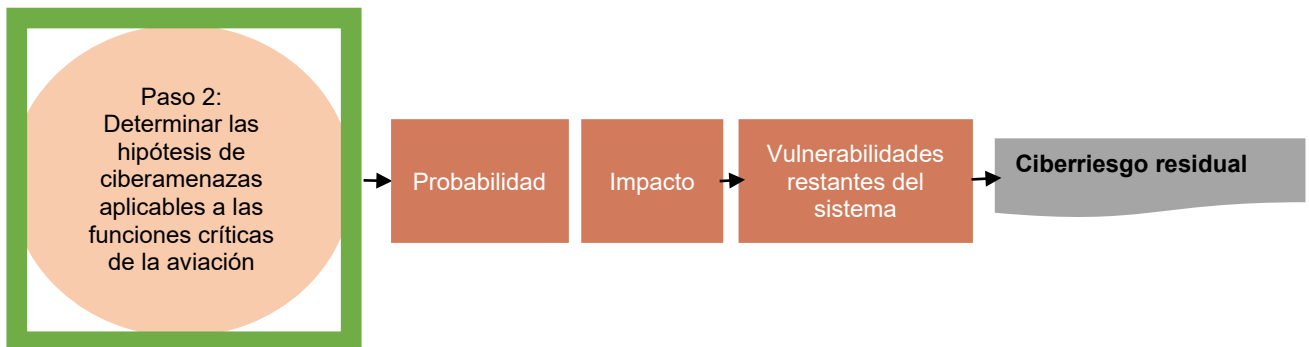 Paso 2:
Determinar las
hipótesis de
ciberamenazas
aplicables a las
funciones críticas
de la aviación
Probabilidad
Impacto
Vulnerabilidades
restantes del
sistema
Ciberriesgo residual